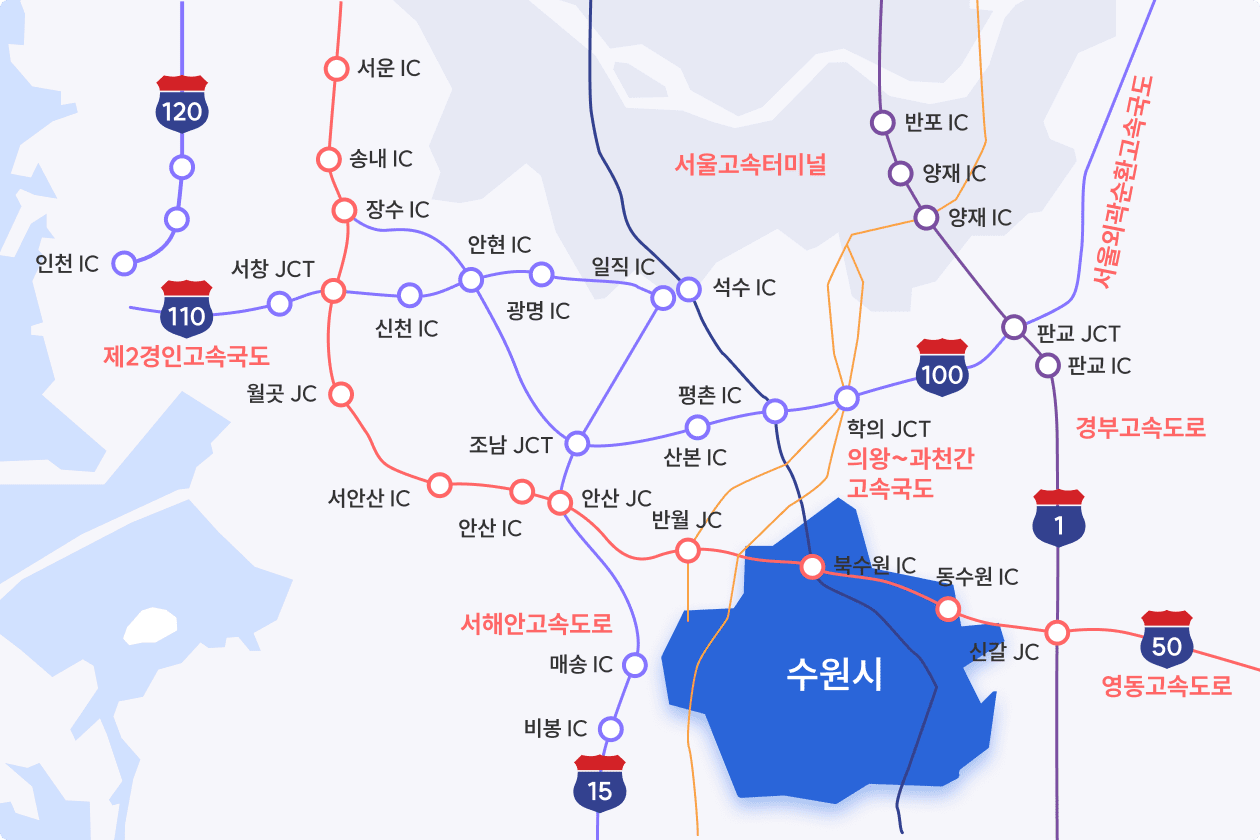 서운 IC
120
서울외곽순환고속국도
반포 IC
송내 IC
서울고속터미널
양재 IC
장수 IC
양재 IC
안현 IC
인천 IC
서창 JCT
일직 IC
석수 IC
광명 IC
110
신천 IC
판교 JCT
제2경인고속국도
판교 IC
100
월곳 JC
평촌 IC
학의 JCT
경부고속도로
조남 JCT
산본 IC
의왕~과천간
고속국도
서안산 IC
안산 JC
안산 IC
반월 JC
1
북수원 IC
동수원 IC
서해안고속도로
신갈 JC
50
매송 IC
수원시
영동고속도로
비봉 IC
15